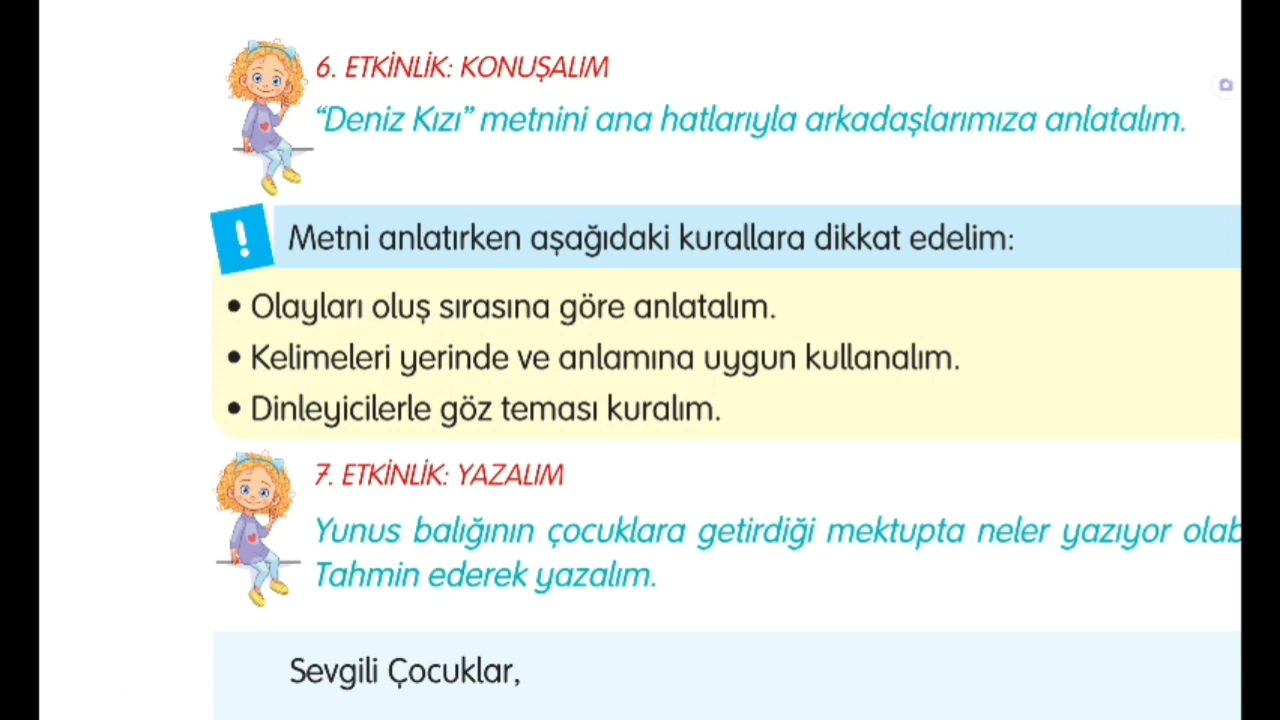 6. ETKİNLİK: KONUŞALIM
“Deniz Kızı” metnini ana hatlarıyla arkadaşlarımıza anlatalım.
!
Metni anlatırken aşağıdaki kurallara dikkat edelim:
• Olayları oluş sırasına göre anlatalım.
• Kelimeleri yerinde ve anlamına uygun kullanalım.
• Dinleyicilerle göz teması kuralım.
7. ETKİNLİK: YAZALIM
Yunus balığının çocuklara getirdiği mektupta neler yazıyor
Tahmin ederek yazalım.
Sevgili Çocuklar,